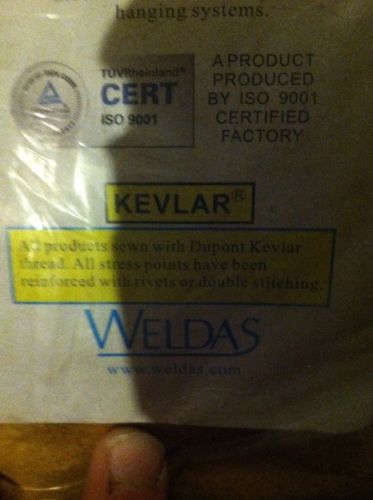 hanging systems.
TÜVRheinland®
CERT
ISO 9001
A PRODUCT
PRODUCED
BY ISO 9001
CERTIFIED
FACTORY
KEVLAR®
All products sewn with Dupont Kevlar
thread. All stress points have been
reinforced with rivets or double stitching.
WELDAS
www.weldas.com